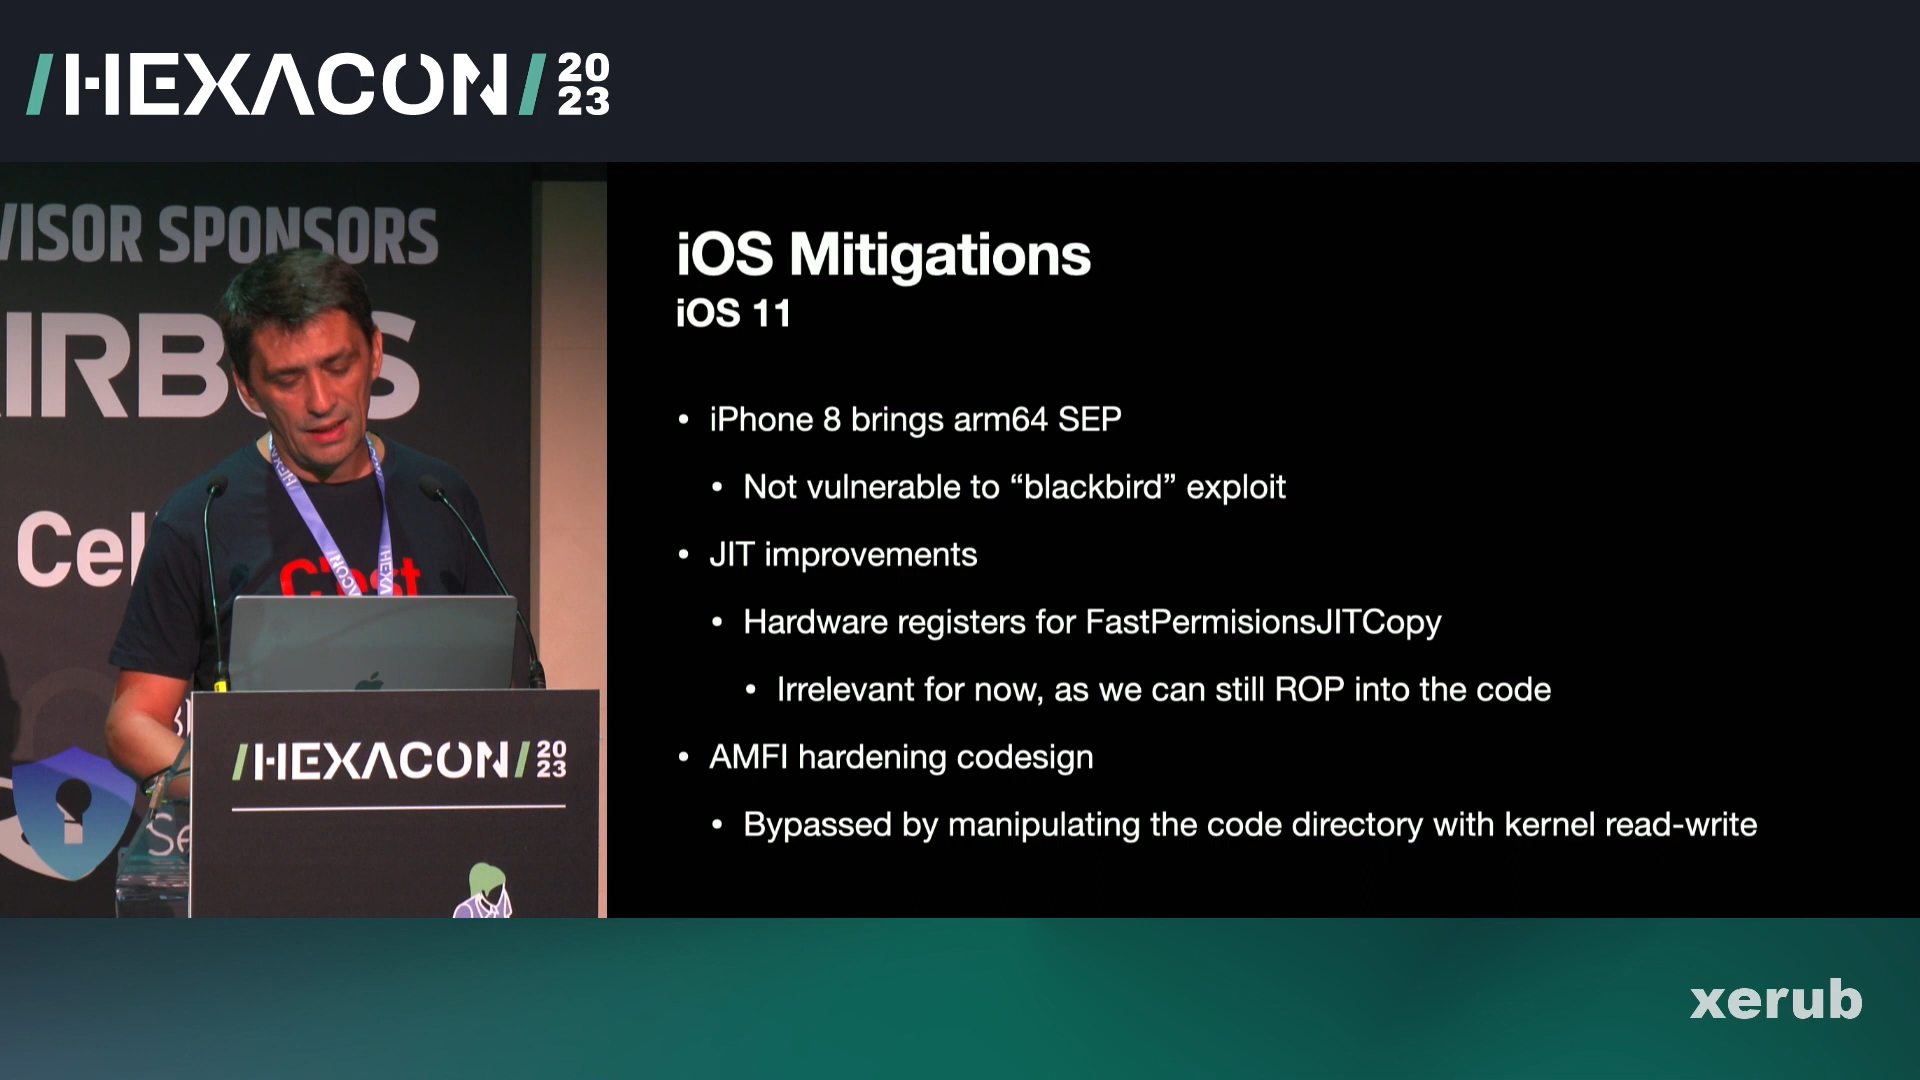 /HEXACON/ 20
23
VISOR SPONSORS
Cel
/HEXACON/ 20
23
iOS Mitigations
iOS 11
• iPhone 8 brings arm64 SEP
• Not vulnerable to “blackbird” exploit
• JIT improvements
• Hardware registers for FastPermisionsJITCopy
• Irrelevant for now, as we can still ROP into the code
• AMFI hardening codesign
• Bypassed by manipulating the code directory with kernel read-write
xerub